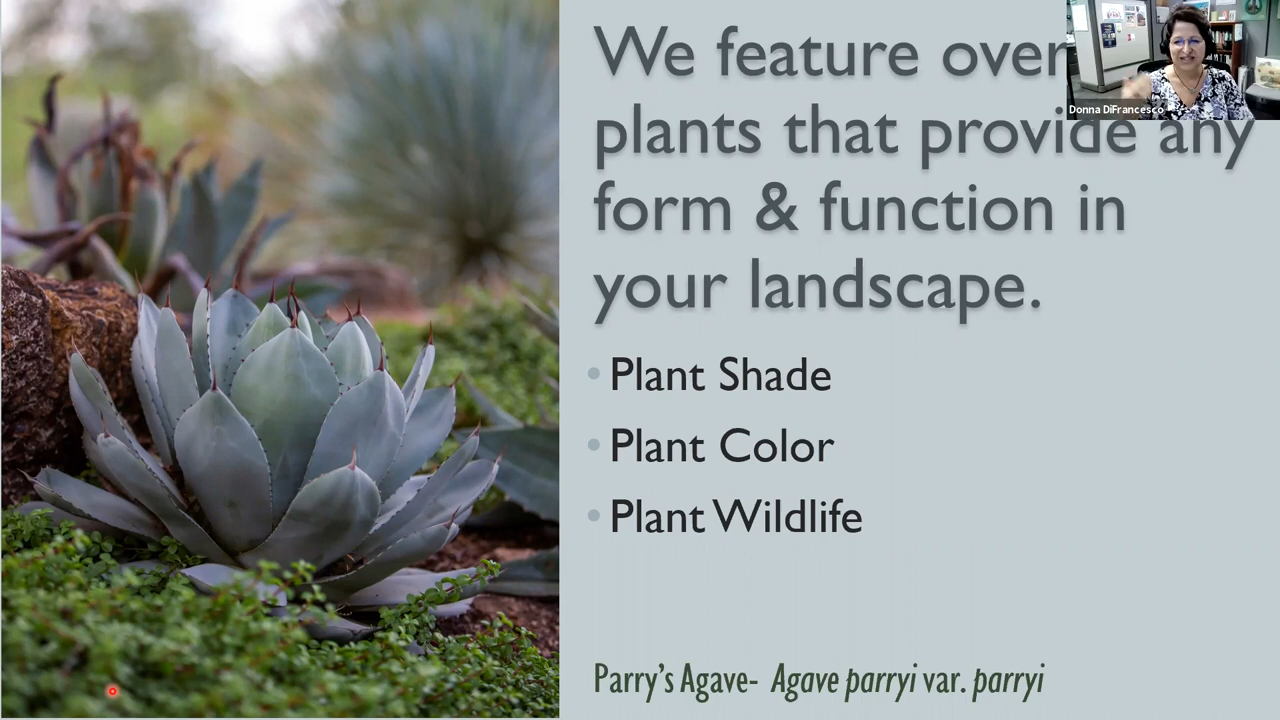 We feature over
plants that provide any
form & function in
your landscape.
• Plant Shade
• Plant Color
• Plant Wildlife
Parry's Agave- Agave parryi var. parryi
Donna DiFrancesco